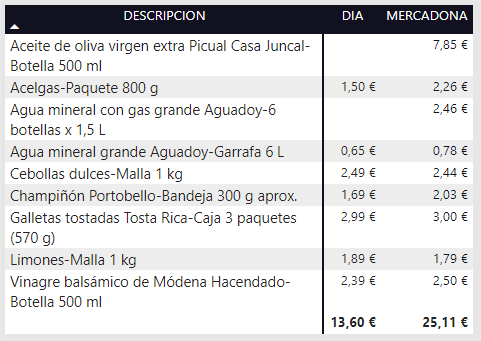 DESCRIPCION DIA MERCADONA
Aceite de oliva virgen extra Picual Casa Juncal- 7,85 €
Botella 500 ml
Acelgas-Paquete 800 g 1,50 € 2,26 €
Agua mineral con gas grande Aguadoy-6 2,46 €
botellas x 1,5 L
Agua mineral grande Aguadoy-Garrafa 6 L 0,65 € 0,78 €
Cebollas dulces-Malla 1 kg 2,49 € 2,44 €
Champiñón Portobello-Bandeja 300 g aprox. 1,69 € 2,03 €
Galletas tostadas Tosta Rica-Caja 3 paquetes 2,99 € 3,00 €
(570 g)
Limones-Malla 1 kg 1,89 € 1,79 €
Vinagre balsámico de Módena Hacendado- 2,39 € 2,50 €
Botella 500 ml
13,60 € 25,11 €